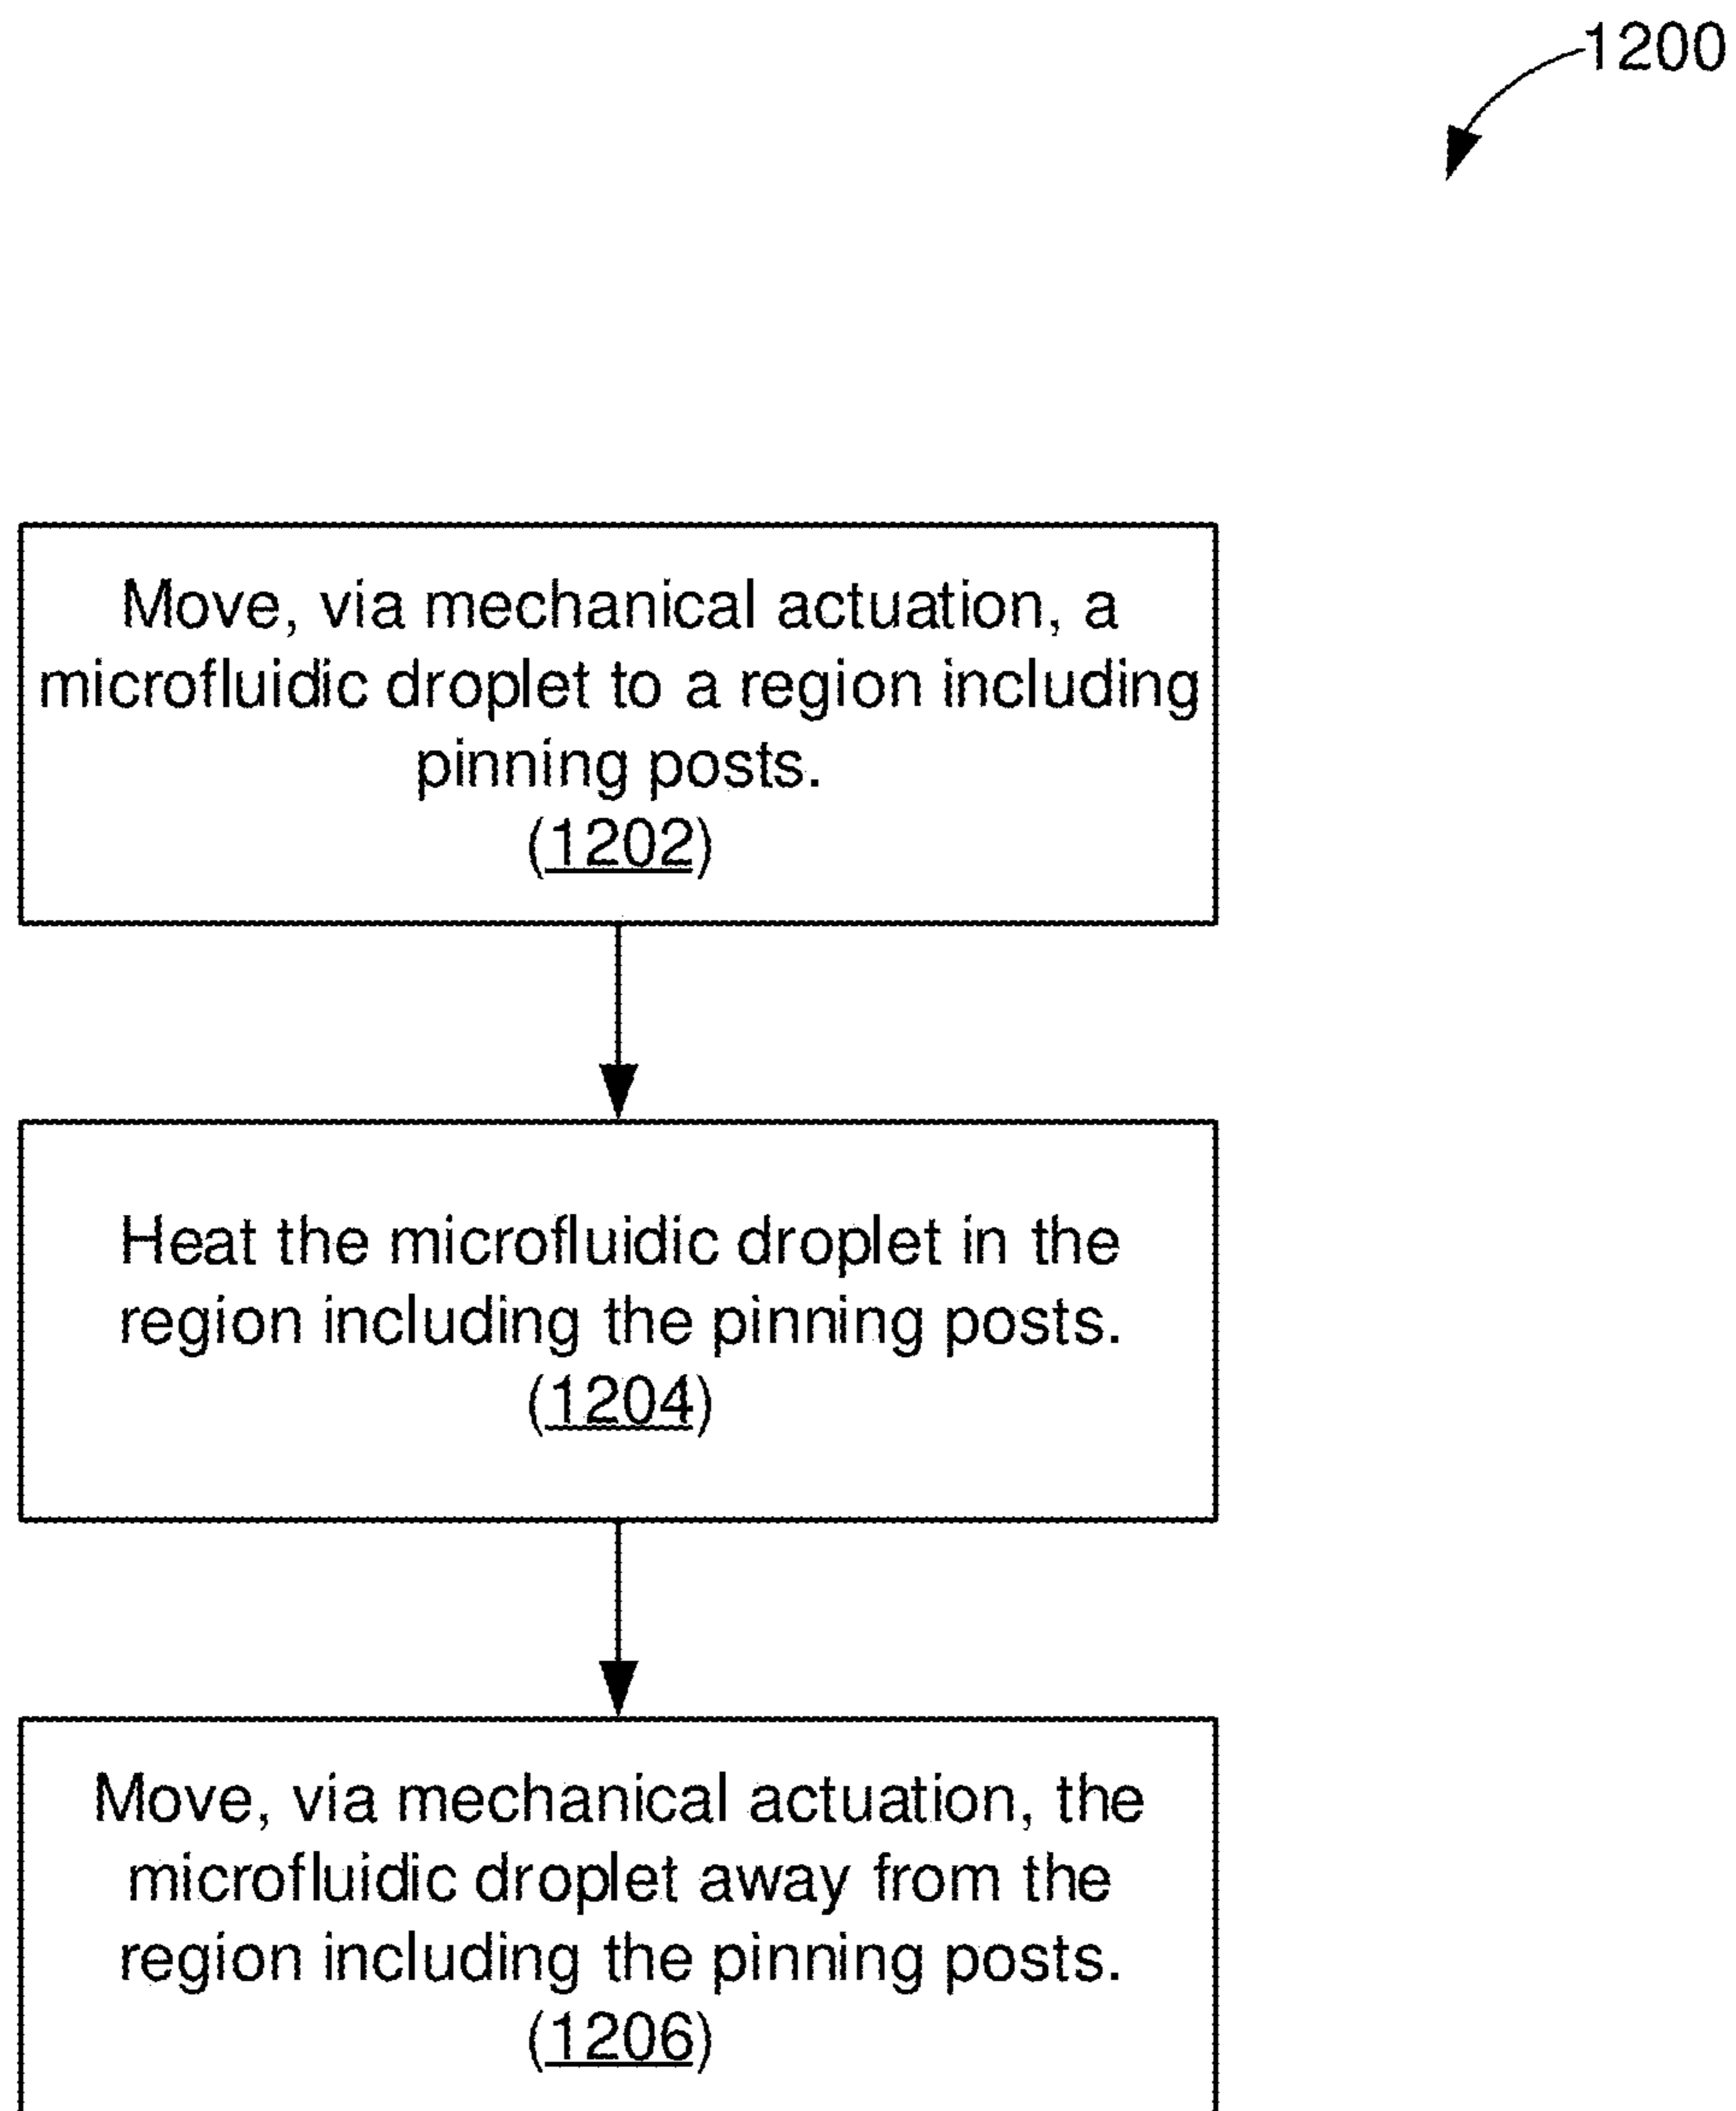 1200
Move, via mechanical actuation, a
microfluidic droplet to a region including
pinning posts.
(1202)
Heat the microfluidic droplet in the
region including the pinning posts.
(1204)
Move, via mechanical actuation, the
microfluidic droplet away from the
region including the pinning posts.
(1206)